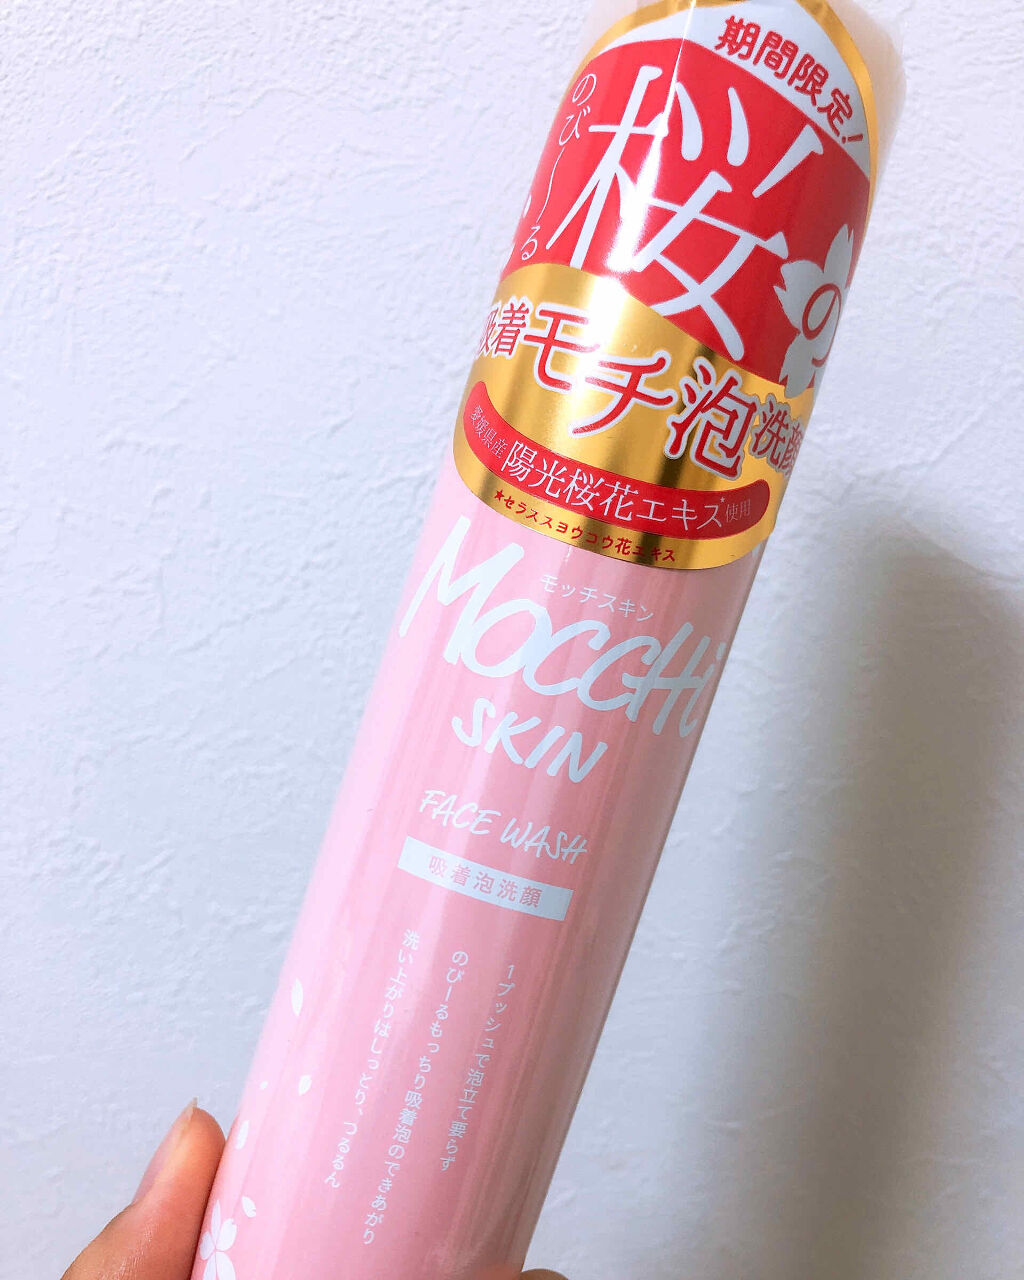 期間限定!
桜の
のび〜〜る
吸着モチ泡洗顔
愛媛県産陽光桜花エキス★使用
★セラススヨウコウ花エキス
モッチスキン
MOCCHi
SKIN
FACE WASH
吸着泡洗顔
1プッシュで泡立て要らず
のびーるもっちり吸着泡のできあがり
洗い上がりはしっとり、つるるん